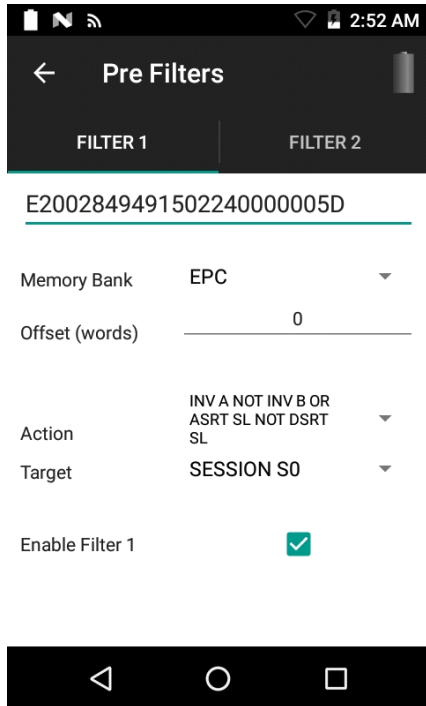 2:52 AM
Pre Filters
FILTER 1
FILTER 2
E2002849491502240000005D
Memory Bank
EPC
Offset (words)
0
Action
INV A NOT INV B OR
ASRT SL NOT DSRT
SL
Target
SESSION S0
Enable Filter 1